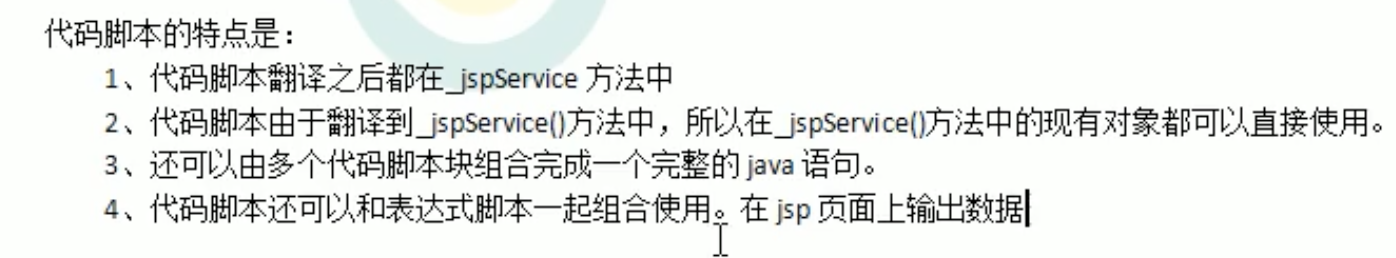 代码脚本的特点是：
1、代码脚本翻译之后都在_jspService 方法中
2、代码脚本由于翻译到_jspService()方法中，所以在_jspService()方法中的现有对象都可以直接使用。
3、还可以由多个代码脚本块组合完成一个完整的 java 语句。
4、代码脚本还可以和表达式脚本一起组合使用。在 jsp 页面上输出数据